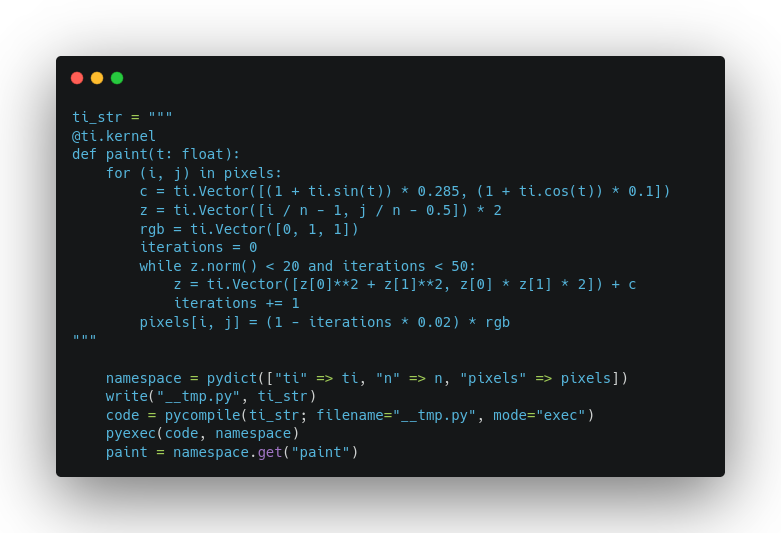 ti_str = """
@ti.kernel
def paint(t: float):
    for (i, j) in pixels:
        c = ti.Vector([(1 + ti.sin(t)) * 0.285, (1 + ti.cos(t)) * 0.1])
        z = ti.Vector([i / n - 1, j / n - 0.5]) * 2
        rgb = ti.Vector([0, 1, 1])
        iterations = 0
        while z.norm() < 20 and iterations < 50:
            z = ti.Vector([z[0]**2 + z[1]**2, z[0] * z[1] * 2]) + c
            iterations += 1
        pixels[i, j] = (1 - iterations * 0.02) * rgb
"""
    namespace = pydict(["ti" => ti, "n" => n, "pixels" => pixels])
    write("__tmp.py", ti_str)
    code = pycompile(ti_str; filename="__tmp.py", mode="exec")
    pyexec(code, namespace)
    paint = namespace.get("paint")